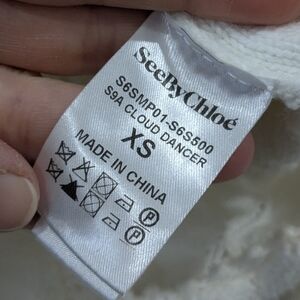 SeeByChloé
S6SMP01-S6S500
S9A CLOUD DANCER
XS
MADE IN CHINA
P
P